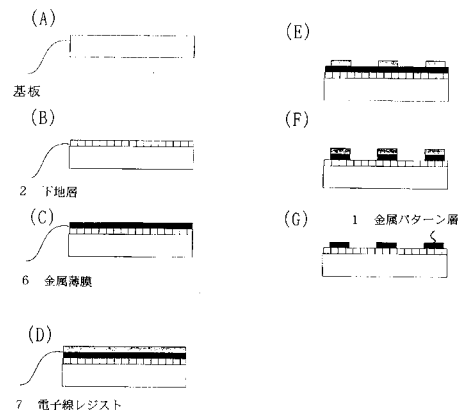 (A)
基板
(B)
2 下地層
(C)
6 金属薄膜
(D)
7 電子線レジスト
(E)
(F)
(G)
1 金属パターン層